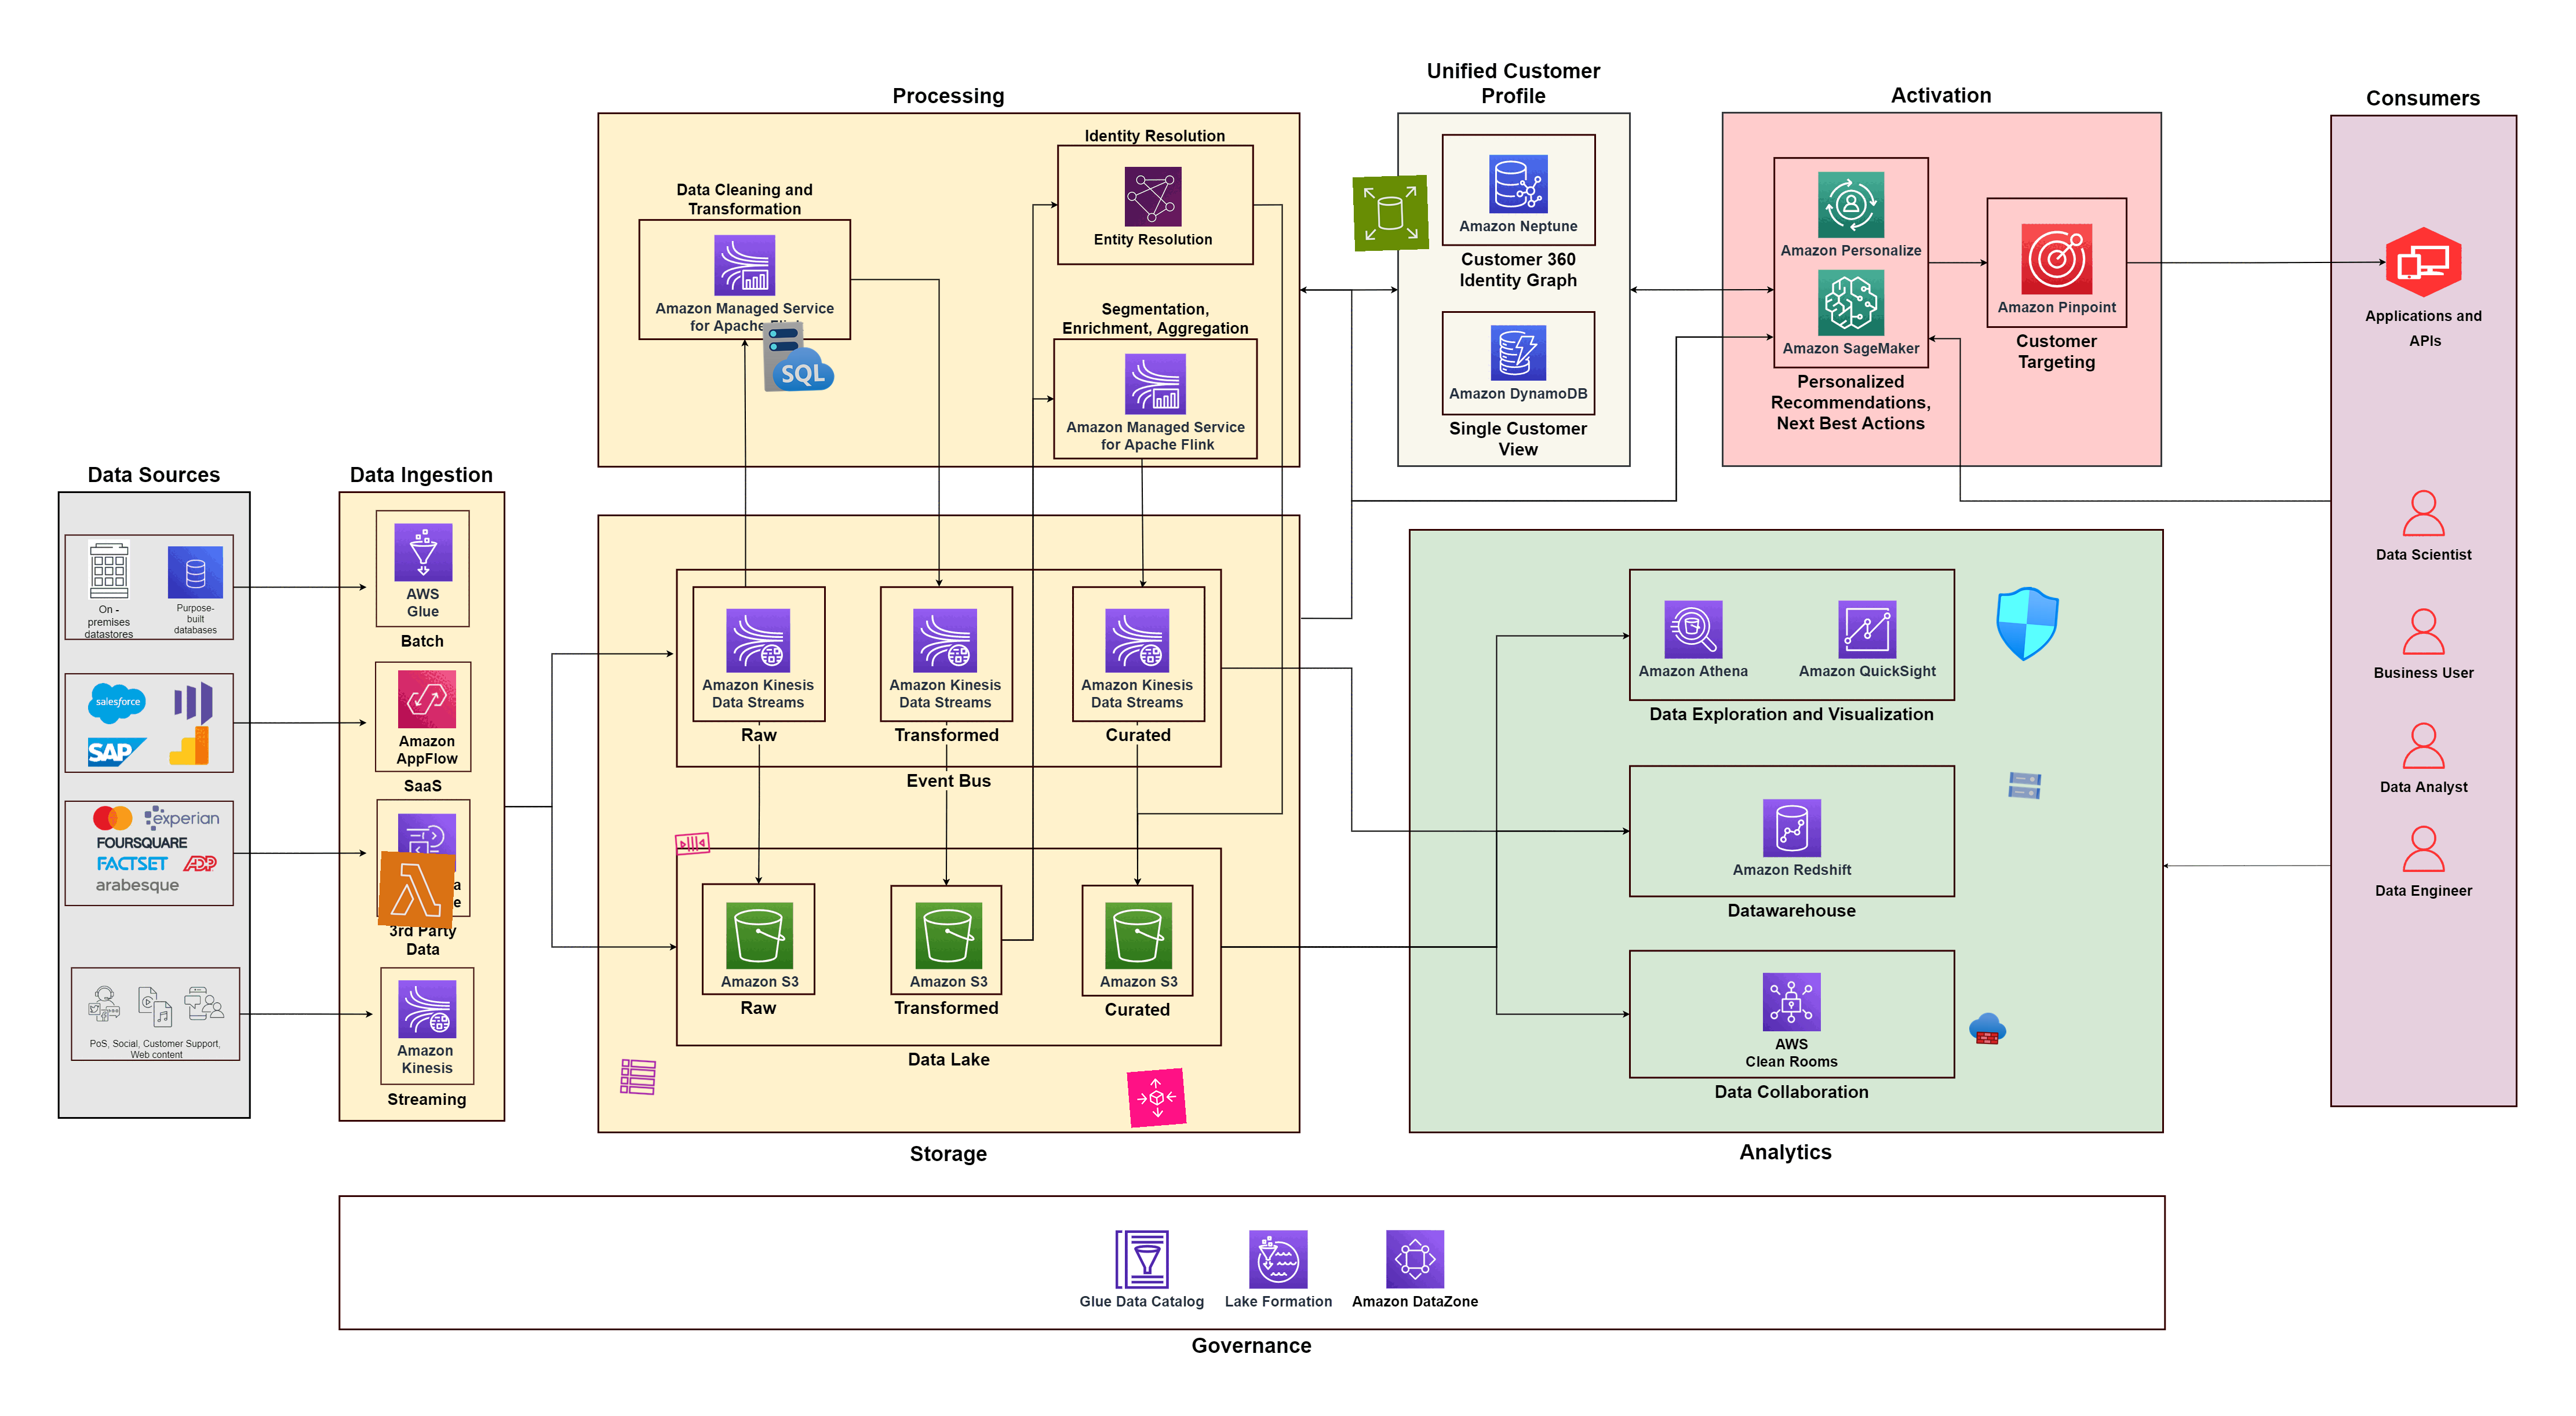 Data Sources
On -
premises
datastores
Purpose-
built
databases
salesforce
SAP
experian
FOURSQUARE
FACTSET
ADP
arabesque
PoS, Social, Customer Support,
Web content
Data Ingestion
AWS
Glue
Batch
Amazon
AppFlow
SaaS
3rd Party
Data
Amazon
Kinesis
Streaming
Processing
Data Cleaning and
Transformation
Amazon Managed Service
for Apache
SQL
Identity Resolution
Entity Resolution
Segmentation,
Enrichment, Aggregation
Amazon Managed Service
for Apache Flink
Amazon Kinesis
Data Streams
Raw
Amazon Kinesis
Data Streams
Transformed
Amazon Kinesis
Data Streams
Curated
Event Bus
Amazon S3
Raw
Amazon S3
Transformed
Amazon S3
Curated
Data Lake
Storage
Unified Customer
Profile
Amazon Neptune
Customer 360
Identity Graph
Amazon DynamoDB
Single Customer
View
Activation
Amazon Personalize
Amazon SageMaker
Personalized
Recommendations,
Next Best Actions
Amazon Pinpoint
Customer
Targeting
Amazon Athena
Amazon QuickSight
Data Exploration and Visualization
Amazon Redshift
Datawarehouse
AWS
Clean Rooms
Data Collaboration
Analytics
Consumers
Applications and
APIs
Data Scientist
Business User
Data Analyst
Data Engineer
Glue Data Catalog
Lake Formation
Amazon DataZone
Governance